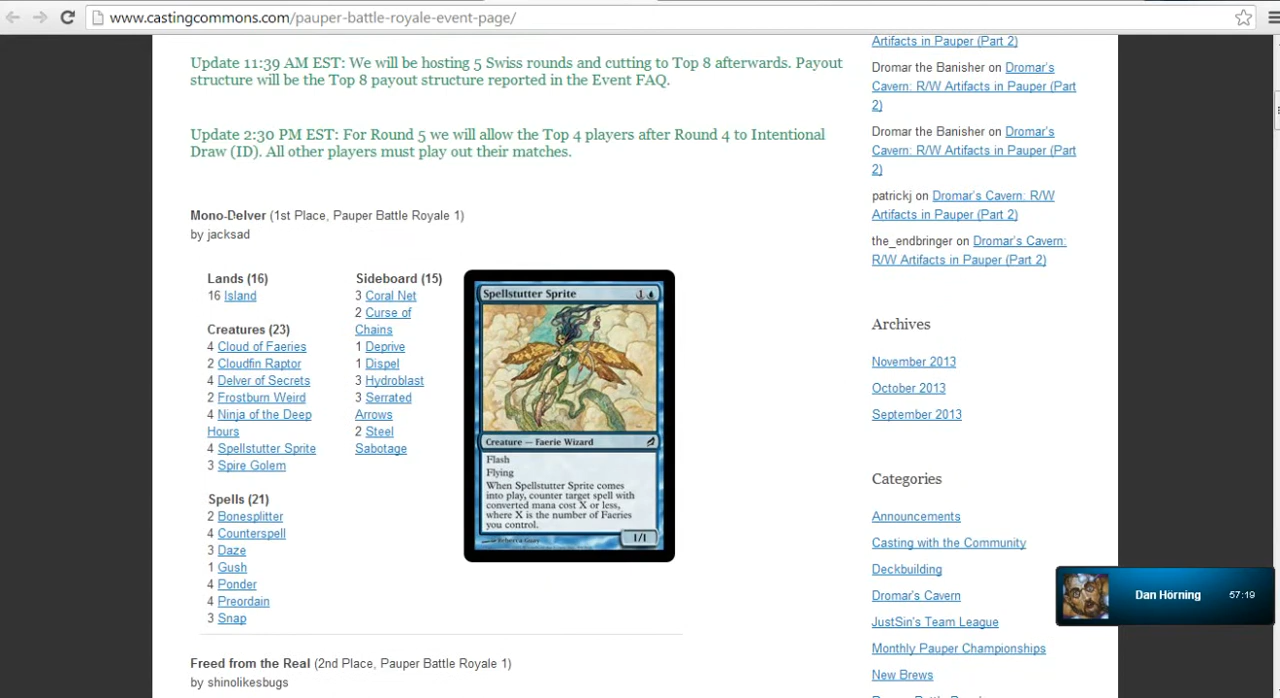 www.castingcommons.com/pauper-battle-royale-event-page/
Update 11:39 AM EST: We will be hosting 5 Swiss rounds and cutting to Top 8 afterwards. Payout
structure will be the Top 8 payout structure reported in the Event FAQ.
Update 2:30 PM EST: For Round 5 we will allow the Top 4 players after Round 4 to Intentional
Draw (ID). All other players must play out their matches.
Mono-Delver (1st Place, Pauper Battle Royale 1)
by jacksad
Lands (16)
16 Island
Creatures (23)
4 Cloud of Faeries
2 Cloudfin Raptor
4 Delver of Secrets
2 Frostburn Weird
4 Ninja of the Deep
Hours
4 Spellstutter Sprite
3 Spire Golem
Spells (21)
2 Bonesplitter
4 Counterspell
3 Daze
1 Gush
4 Ponder
4 Preordain
3 Snap
Sideboard (15)
3 Coral Net
2 Curse of
Chains
1 Deprive
1 Dispel
3 Hydroblast
3 Serrated
Arrows
2 Steel
Sabotage
Spellstutter Sprite
1
Creature — Faerie Wizard
Flash
Flying
When Spellstutter Sprite comes
into play, counter target spell with
converted mana cost X or less,
where X is the number of Faeries
you control.
Rebecca Guay
1/1
Freed from the Real (2nd Place, Pauper Battle Royale 1)
by shinolikesbugs
Artifacts in Pauper (Part 2)
Dromar the Banisher on Dromar's
Cavern: R/W Artifacts in Pauper (Part
2)
Dromar the Banisher on Dromar's
Cavern: R/W Artifacts in Pauper (Part
2)
patrickj on Dromar's Cavern: R/W
Artifacts in Pauper (Part 2)
the_endbringer on Dromar's Cavern:
R/W Artifacts in Pauper (Part 2)
Archives
November 2013
October 2013
September 2013
Categories
Announcements
Casting with the Community
Deckbuilding
Dromar's Cavern
JustSin's Team League
Monthly Pauper Championships
New Brews
Dan Hörning
57:19